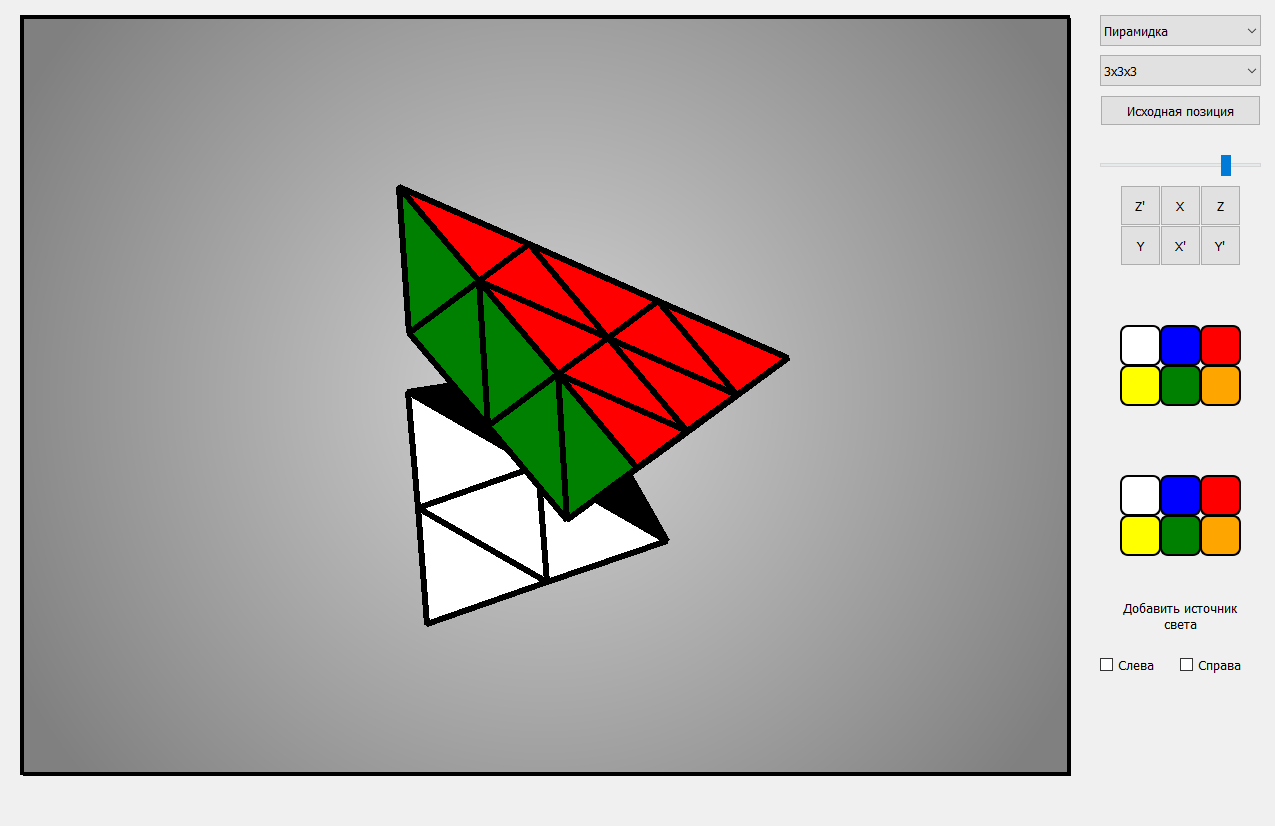 Пирамидка
3x3x3
Исходная позиция
Z' X Z
Y X' Y'
Добавить источник
света
Слева Справа